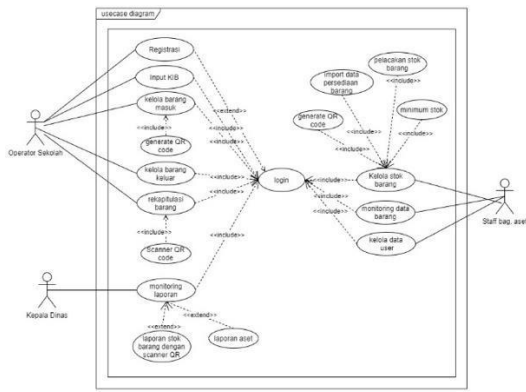 usecase diagram
Registrasi
Input KIB
kelola barang
masuk
<<include>>
generate QR
code
kelola barang
keluar
rekapitulasi
barang
<<include>>
Scanner QR
code
monitoring
laporan
<<extend>>
<<extend>>
laporan stok
barang dengan
scanner QR
laporan aset
Operator Sekolah
Kepala Dinas
<<extend>>
<<include>>
<<include>>
<<include>>
<<include>>
<<include>>
login
pelacakan stok
barang
import data
persediaan
barang
<<include>>
generate QR
code
minimum stok
<<include>>
<<include>>
<<include>>
Kelola stok
barang
<<include>>
monitoring data
barang
<<include>>
kelola data
user
<<include>>
Staff bag. aset